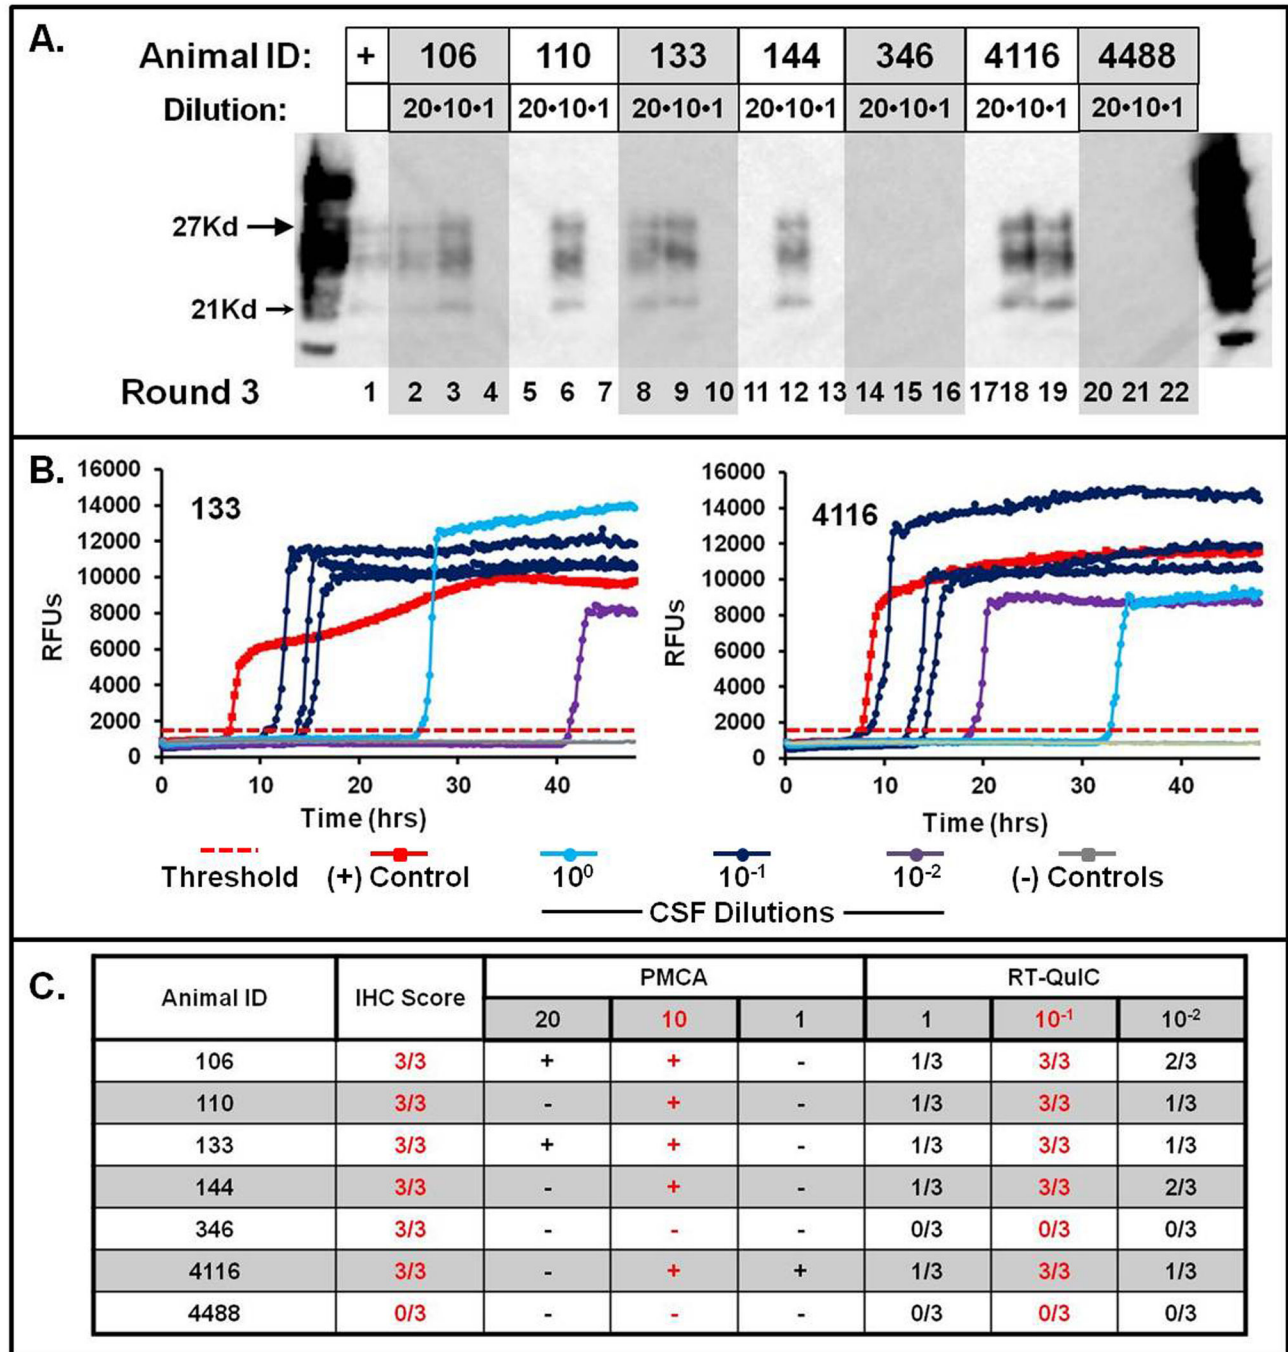 A.
Animal ID: + 106 110 133 144 346 4116 4488
Dilution: 20•10•1 20•10•1 20•10•1 20•10•1 20•10•1 20•10•1 20•10•1
27Kd
21Kd
Round 3 1 2 3 4 5 6 7 8 9 10 11 12 13 14 15 16 17 18 19 20 21 22
B.
133
16000
14000
12000
10000
8000
6000
4000
2000
0
RFUs
0 10 20 30 40
Time (hrs)
4116
16000
14000
12000
10000
8000
6000
4000
2000
0
RFUs
0 10 20 30 40
Time (hrs)
Threshold (+) Control 10⁰ 10⁻¹ 10⁻² (-) Controls
CSF Dilutions
C.
Animal ID IHC Score PMCA RT-QuIC
20 10 1 1 10⁻¹ 10⁻²
106 3/3 + + - 1/3 3/3 2/3
110 3/3 - + - 1/3 3/3 1/3
133 3/3 + + - 1/3 3/3 1/3
144 3/3 - + - 1/3 3/3 2/3
346 3/3 - - - 0/3 0/3 0/3
4116 3/3 - + + 1/3 3/3 1/3
4488 0/3 - - - 0/3 0/3 0/3